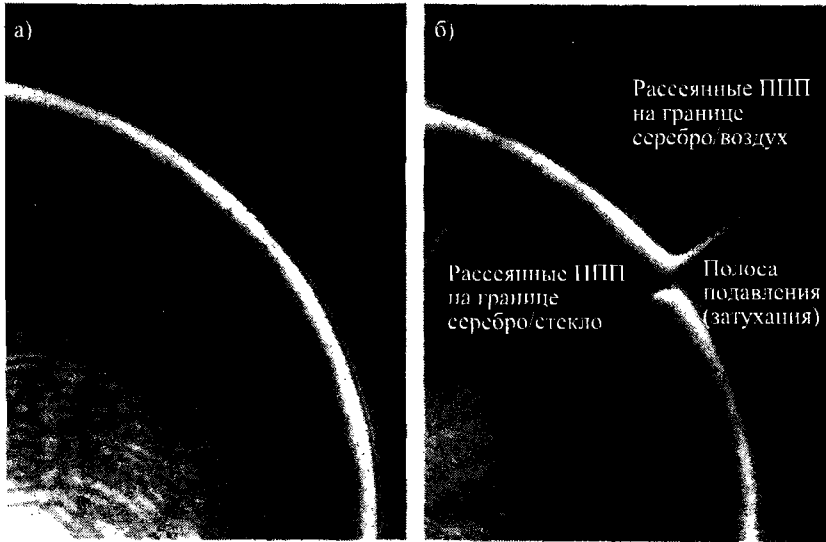 а)
б)
Рассеянные ППП
на границе
серебро/воздух
Рассеянные ППП
на границе
серебро/стекло
Полоса
подавления
(затухания)